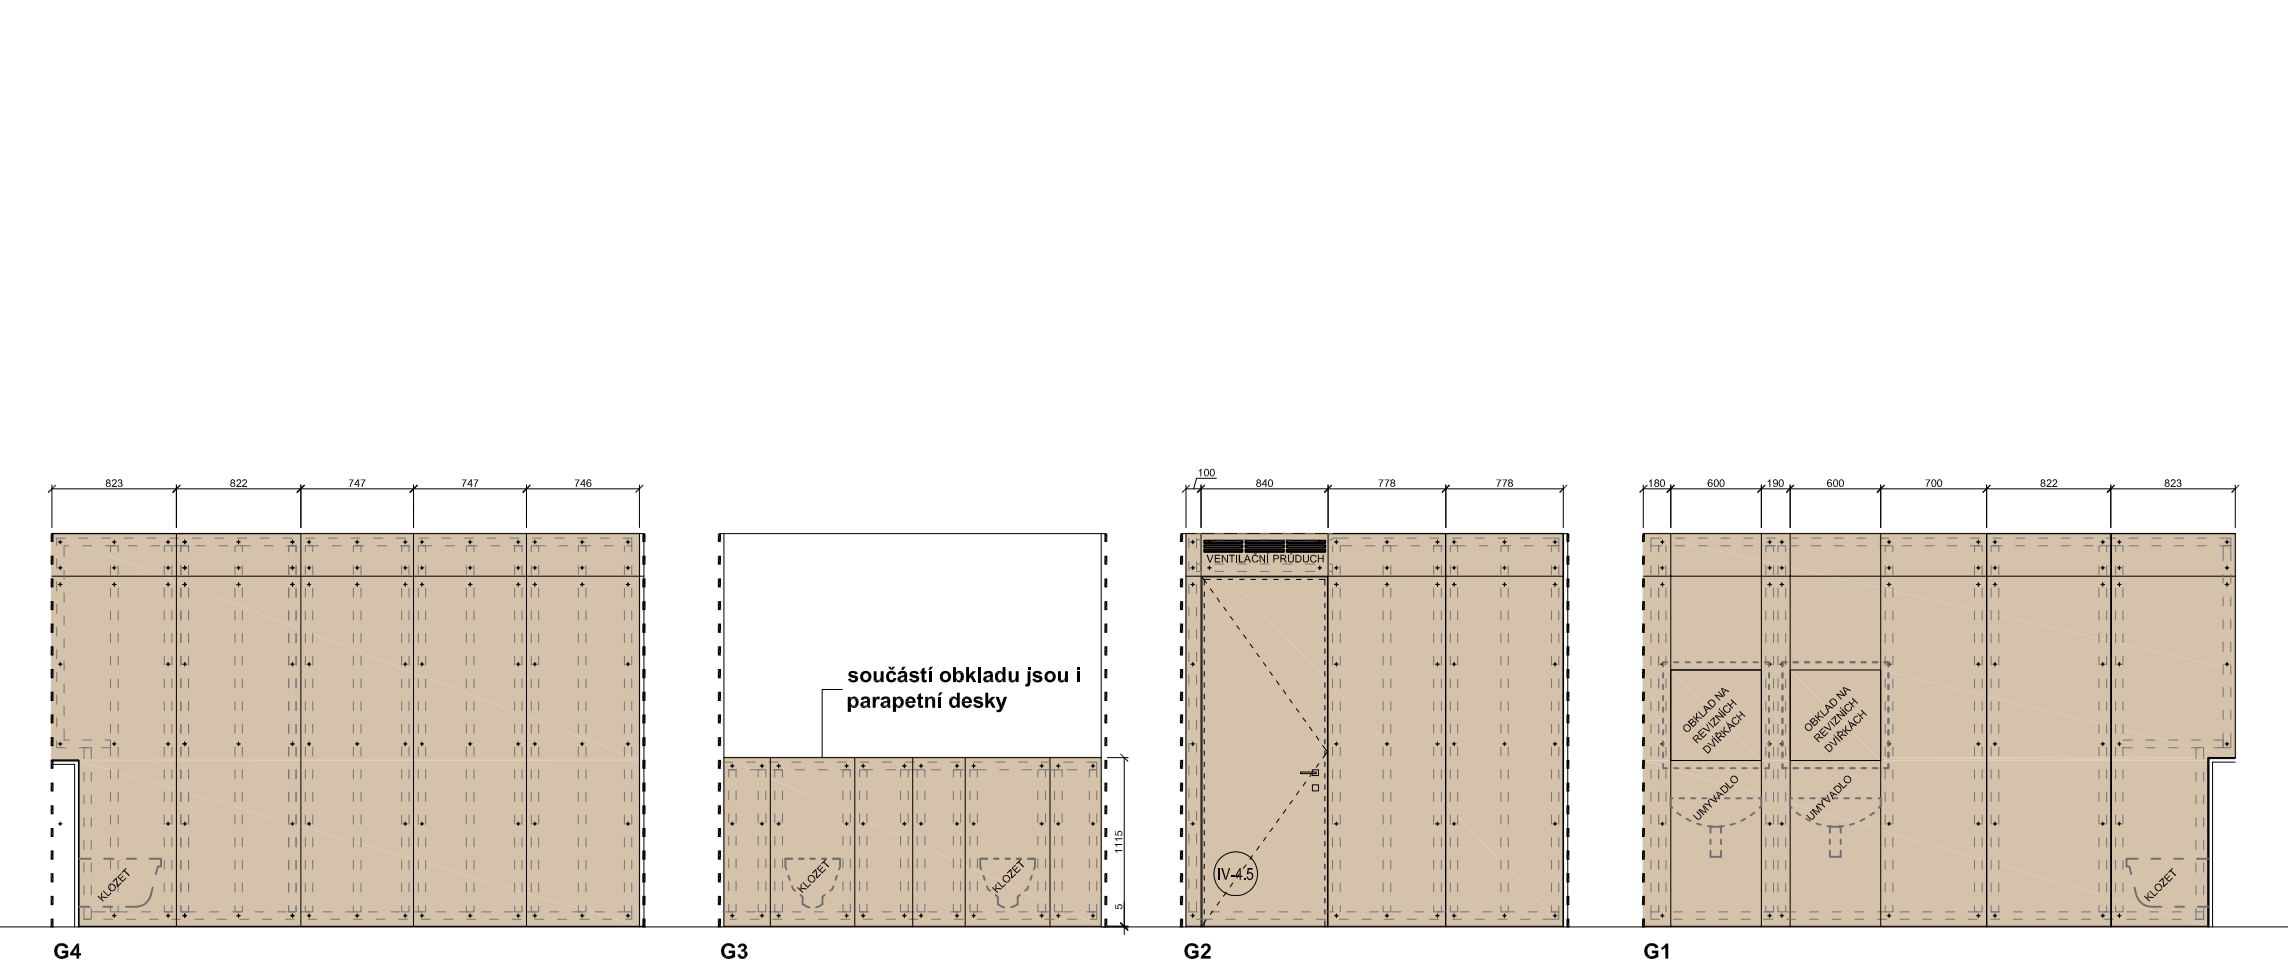 100
823 822 747 747 746
840 778 778
180 600 190 600 700 822 823
VENTILAČNÍ PRŮDUCH
součástí obkladu jsou i
parapetní desky
OBKLAD NA
REVIZNÍCH
DVÍŘKÁCH
OBKLAD NA
REVIZNÍCH
DVÍŘKÁCH
UMYVADLO
UMYVADLO
1115
5
KLOZET
KLOZET
KLOZET
IV-4.5
KLOZET
G4
G3
G2
G1